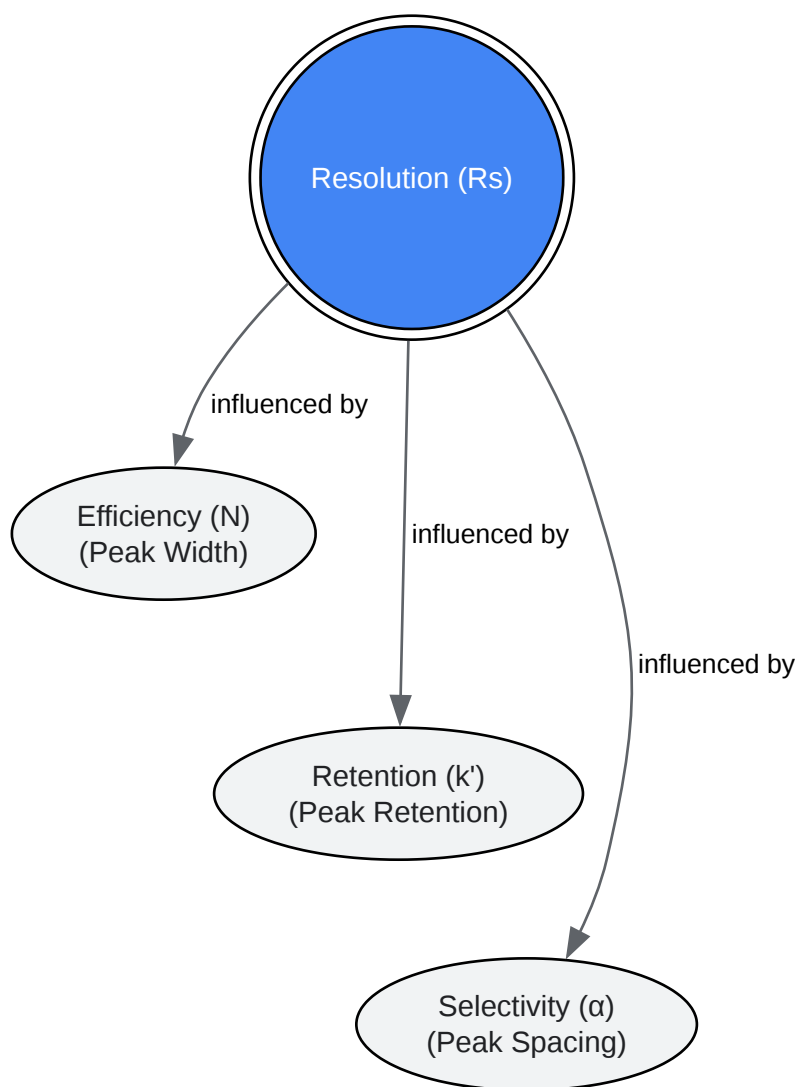 Resolution (Rs)
influenced by
Efficiency (N)
(Peak Width)
influenced by
influenced by
Retention (k')
(Peak Retention)
Selectivity (α)
(Peak Spacing)